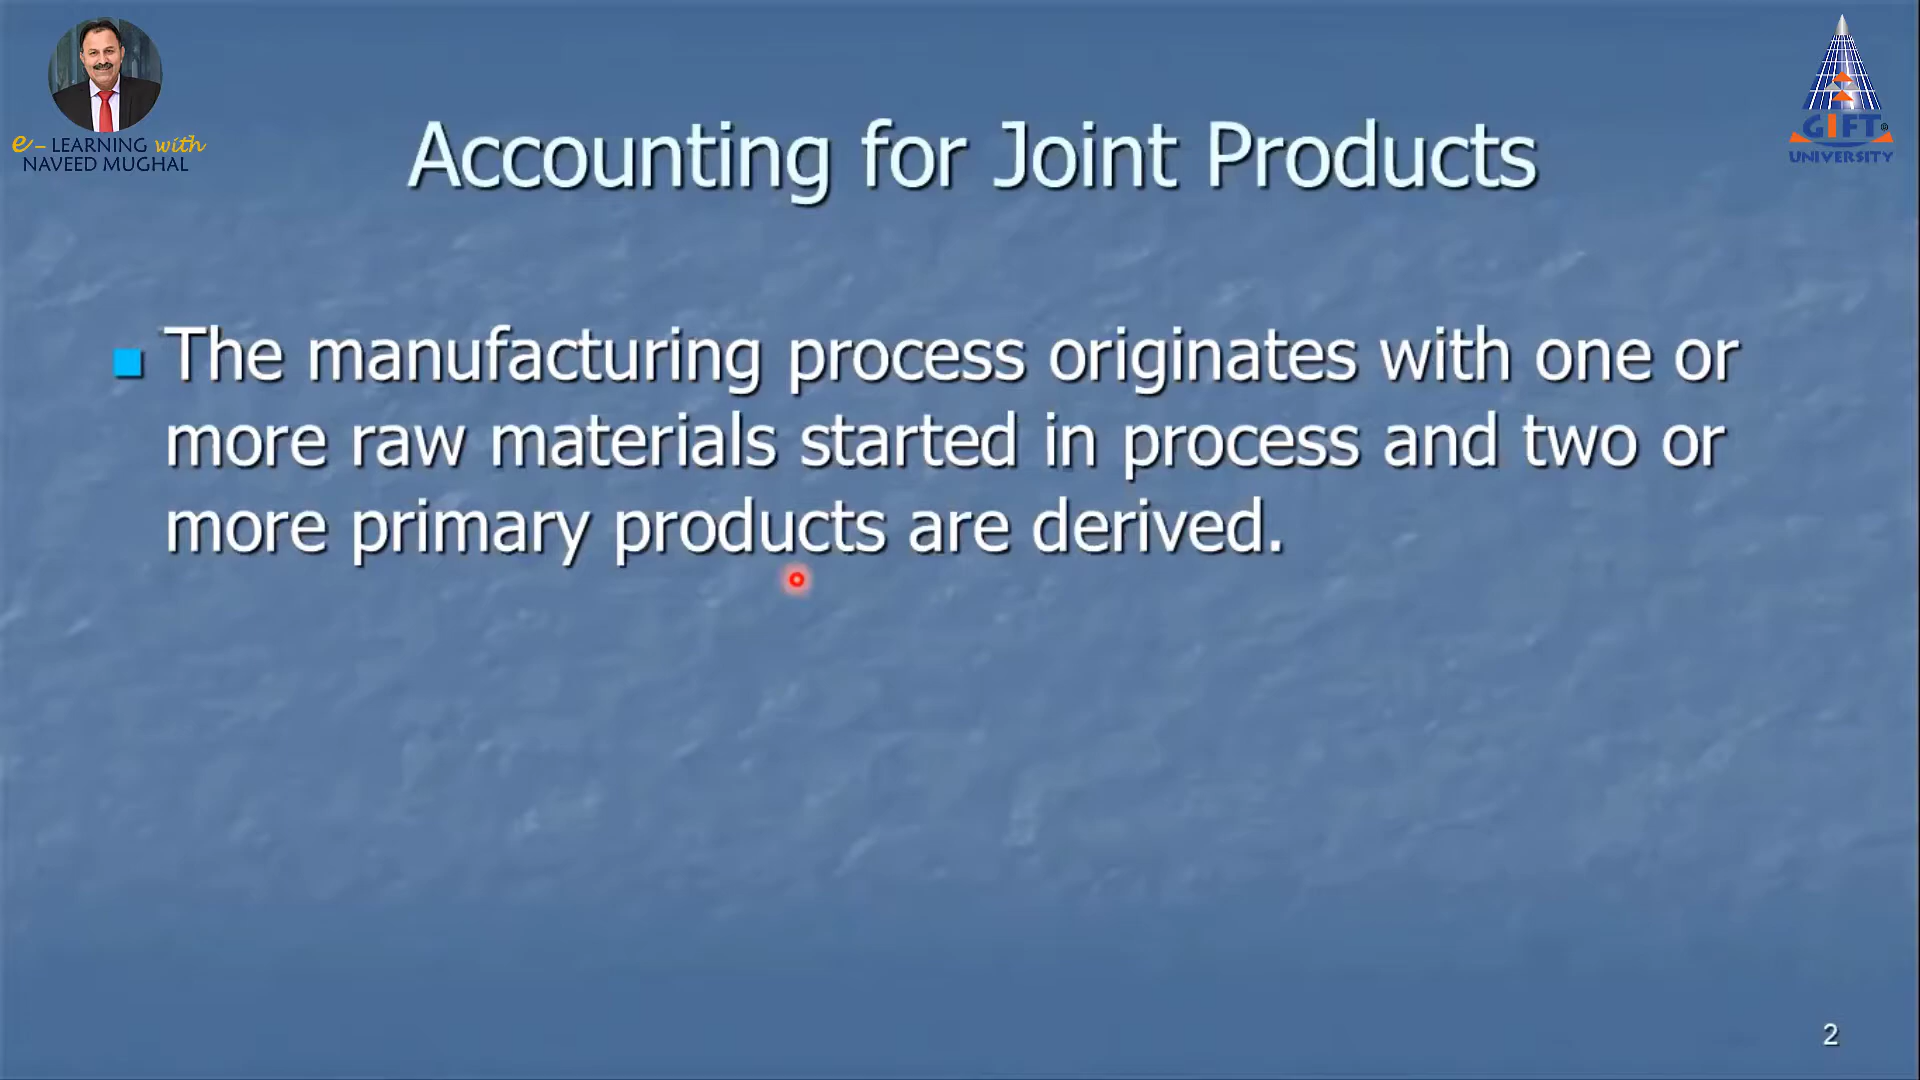 e- LEARNING with
NAVEED MUGHAL
GIFT®
UNIVERSITY
Accounting for Joint Products
The manufacturing process originates with one or
more raw materials started in process and two or
more primary products are derived.
2